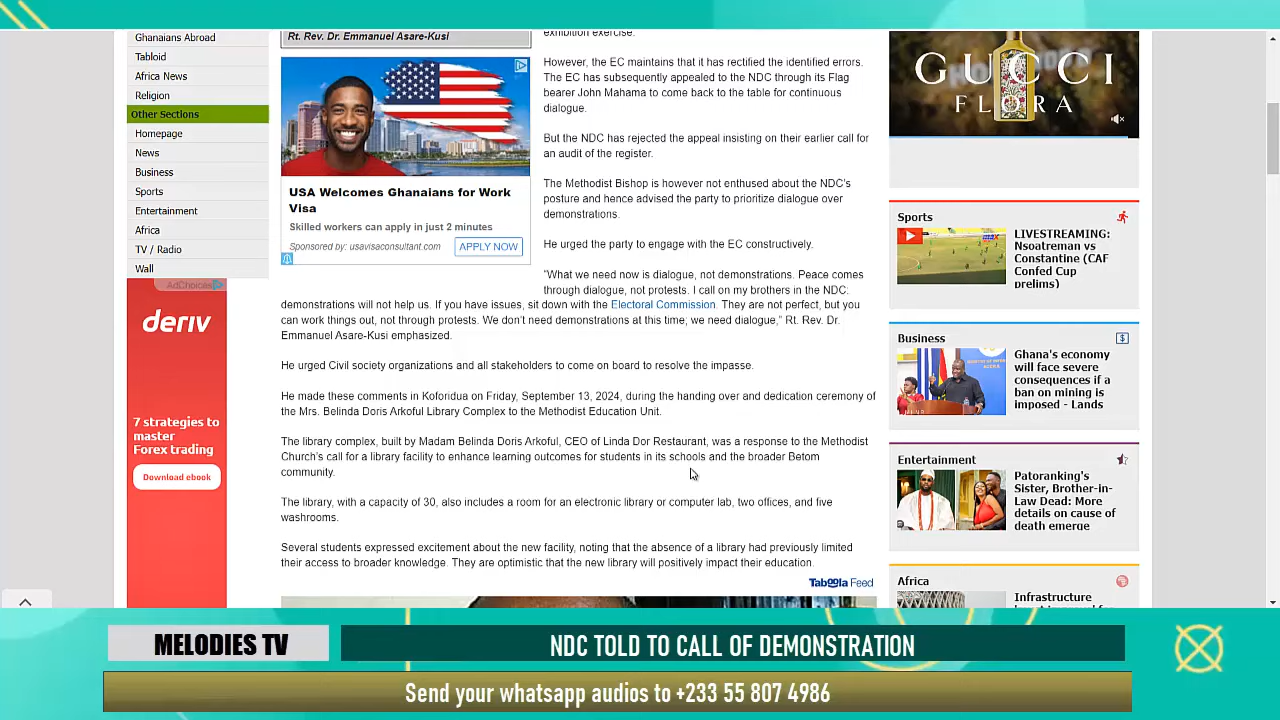 Ghanaians Abroad
Tabloid
Africa News
Religion
Other Sections
Homepage
News
Business
Sports
Entertainment
Africa
TV / Radio
Wall
AdChoices
deriv
7 strategies to
master
Forex trading
Download banner
Rt. Rev. Dr. Emmanuel Asare-Kusi
USA Welcomes Ghanaians for Work
Visa
Skilled workers can apply in just 2 minutes
Sponsored by: usavisaconsultant.com
APPLY NOW
exhibition exercise.
However, the EC maintains that it has rectified the identified errors.
The EC has subsequently appealed to the NDC through its Flag
bearer John Mahama to come back to the table for continuous
dialogue.
But the NDC has rejected the appeal insisting on their earlier call for
an audit of the register.
The Methodist Bishop is however not enthused about the NDC's
posture and hence advised the party to prioritize dialogue over
demonstrations.
He urged the party to engage with the EC constructively.
"What we need now is dialogue, not demonstrations. Peace comes
through dialogue, not protests. I call on my brothers in the NDC:
demonstrations will not help us. If you have issues, sit down with the Electoral Commission. They are not perfect, but you
can work things out, not through protests. We don't need demonstrations at this time; we need dialogue," Rt. Rev. Dr.
Emmanuel Asare-Kusi emphasized.
He urged Civil society organizations and all stakeholders to come on board to resolve the impasse.
He made these comments in Koforidua on Friday, September 13, 2024, during the handing over and dedication ceremony of
the Mrs. Belinda Doris Arkoful Library Complex to the Methodist Education Unit.
The library complex, built by Madam Belinda Doris Arkoful, CEO of Linda Dor Restaurant, was a response to the Methodist
Church's call for a library facility to enhance learning outcomes for students in its schools and the broader Betom
community.
The library, with a capacity of 30, also includes a room for an electronic library or computer lab, two offices, and five
washrooms.
Several students expressed excitement about the new facility, noting that the absence of a library had previously limited
their access to broader knowledge. They are optimistic that the new library will positively impact their education.
Taboola Feed
GUCCI
FLORA
Sports
LIVESTREAMING:
Nsoatreman vs
Constantine (CAF
Confed Cup
prelims)
Business
Ghana's economy
will face severe
consequences if a
ban on mining is
imposed - Lands
Entertainment
Patoranking's
Sister, Brother-in-
Law Dead: More
details on cause of
death emerge
Africa
Infrastructure
MELODIES TV
NDC TOLD TO CALL OF DEMONSTRATION
Send your whatsapp audios to +233 55 807 4986